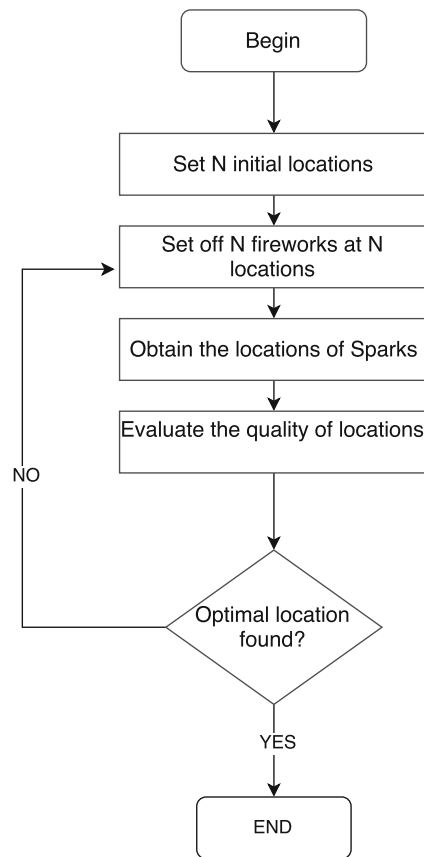 Begin
Set N initial locations
Set off N fireworks at N
locations
Obtain the locations of Sparks
Evaluate the quality of locations
NO
Optimal location
found?
YES
END